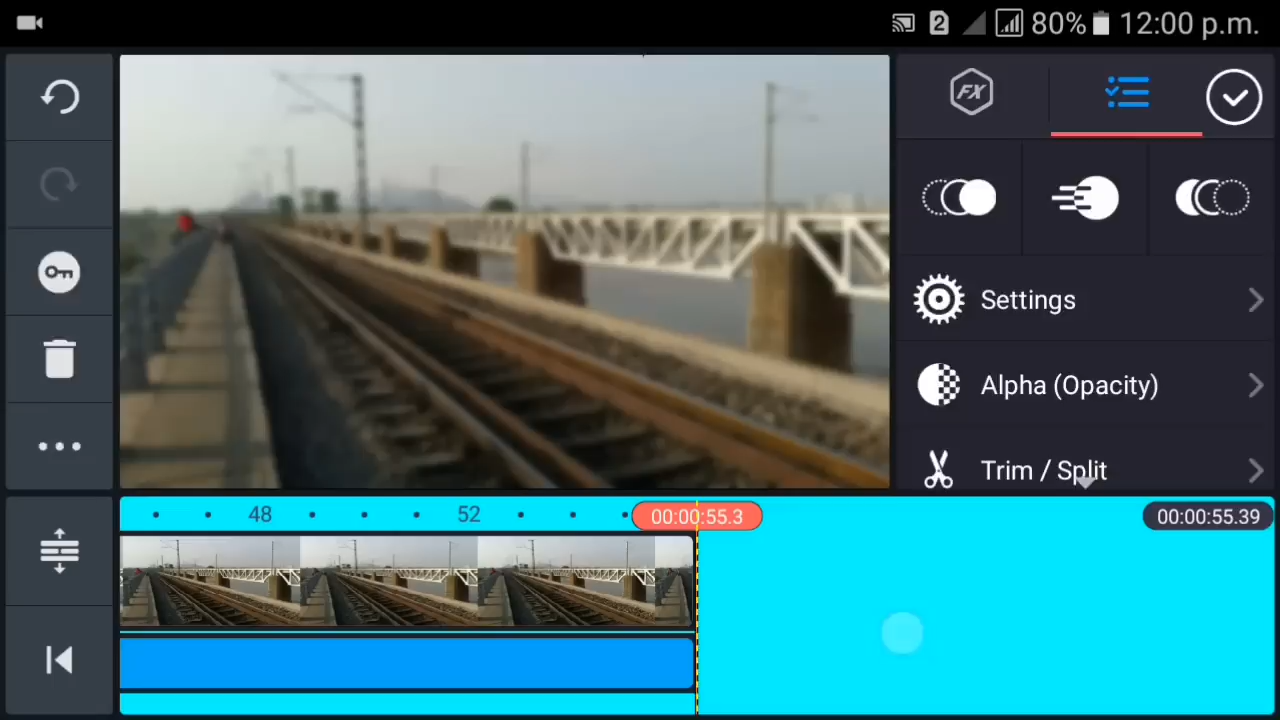 2 80% 12:00 p.m.
FX
Settings
Alpha (Opacity)
Trim / Split
48 52 00:00:55.3 00:00:55.39